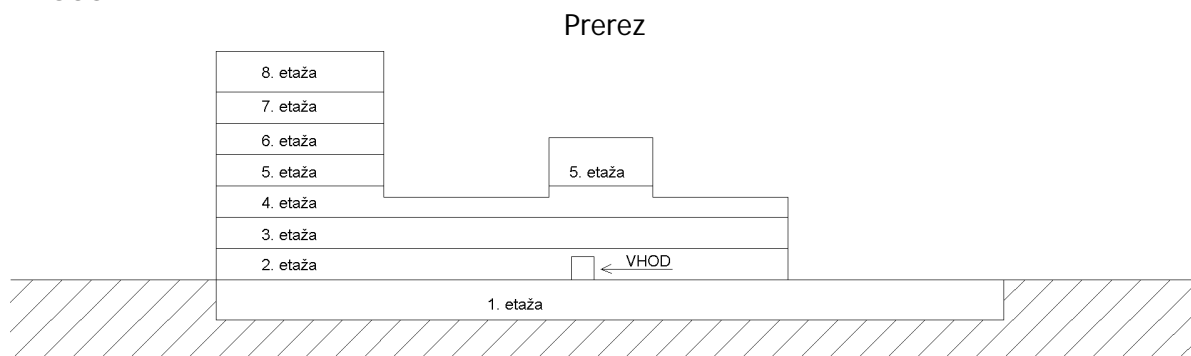 Prerez
8. etaža
7. etaža
6. etaža
5. etaža
5. etaža
4. etaža
3. etaža
2. etaža
VHOD
1. etaža